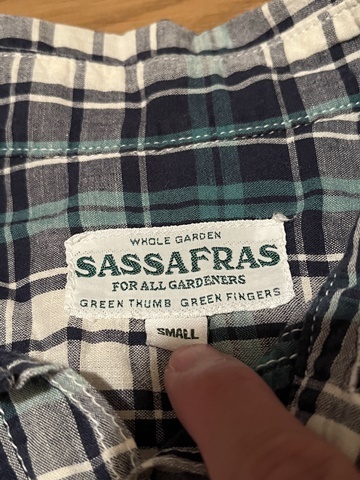 WHOLE GARDEN
SASSAFRAS
FOR ALL GARDENERS
GREEN THUMB GREEN FINGERS
SMALL